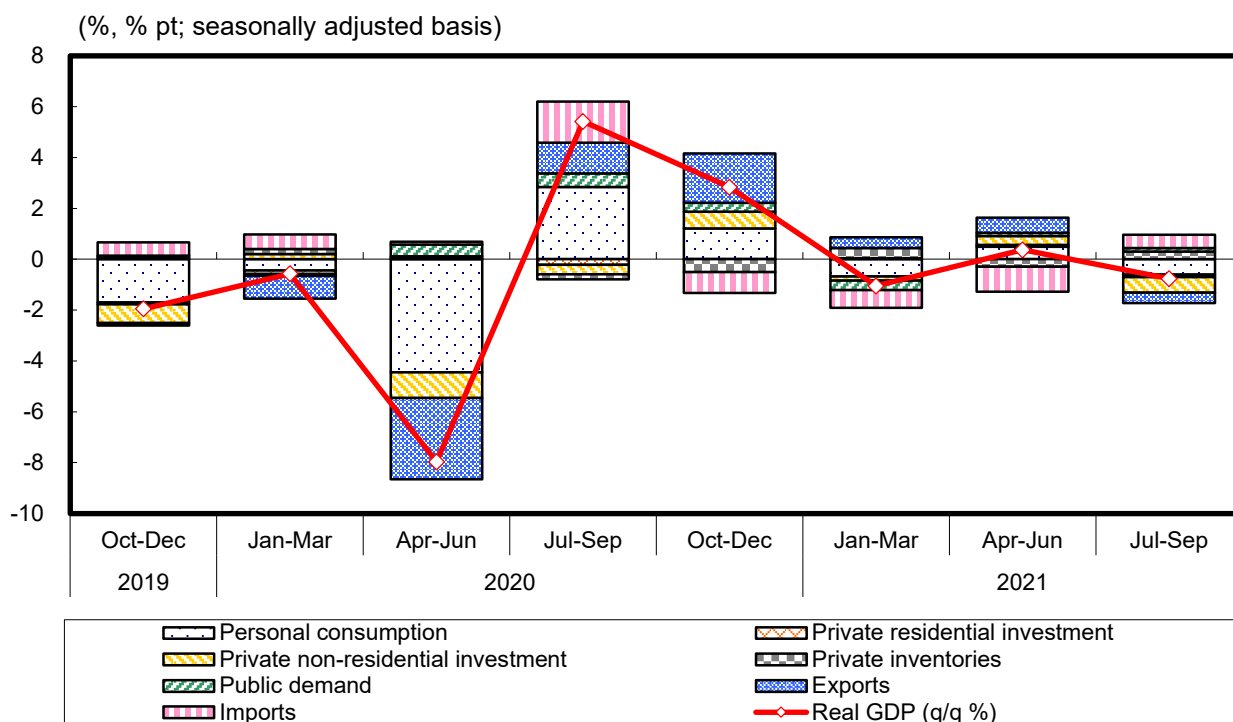 (%, % pt; seasonally adjusted basis)
8
6
4
2
0
-2
-4
-6
-8
-10
Oct-Dec Jan-Mar Apr-Jun Jul-Sep Oct-Dec Jan-Mar Apr-Jun Jul-Sep
2019 2020 2021
Personal consumption Private residential investment
Private non-residential investment Private inventories
Public demand Exports
Imports Real GDP (q/q %)